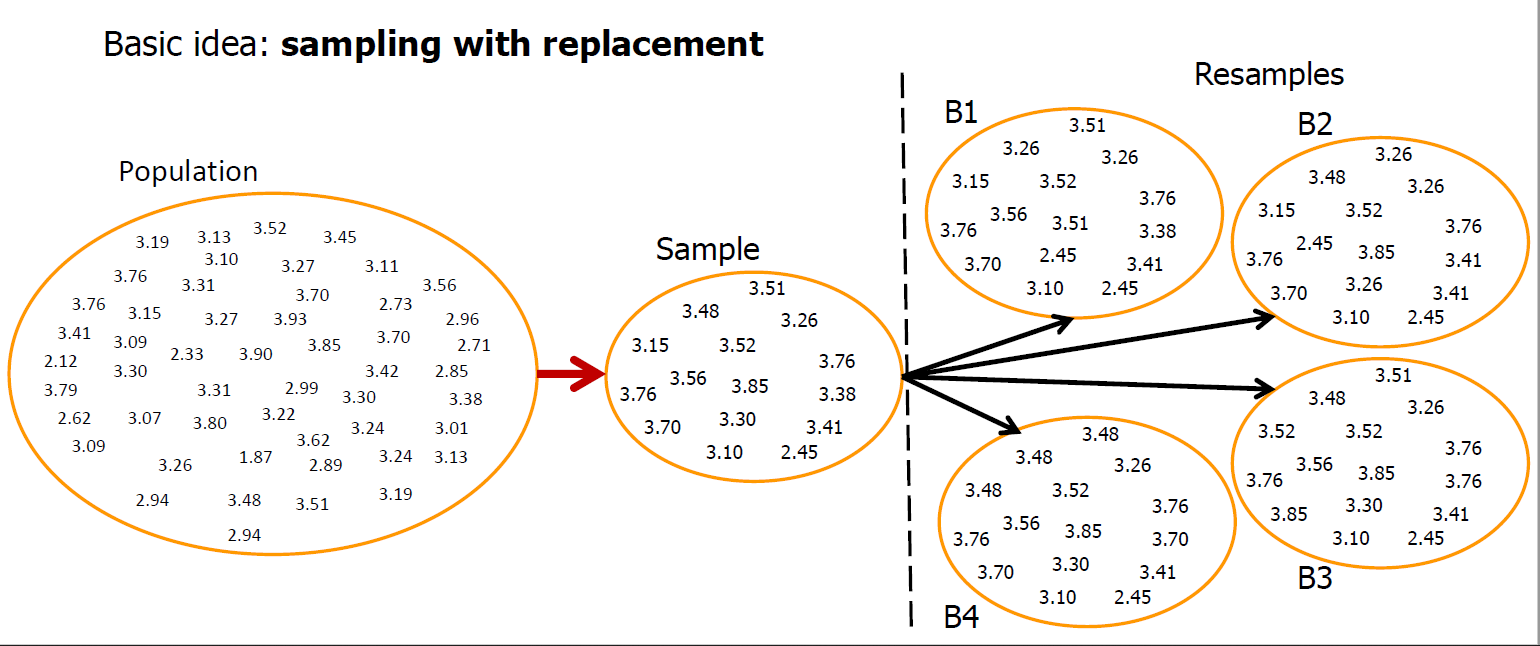 Basic idea: sampling with replacement
Population
3.19 3.13 3.52 3.45
3.10 3.27 3.11
3.76 3.31 3.70 3.56
3.76 3.15 3.27 3.93 2.73 2.96
3.41 3.09 2.33 3.90 3.85 3.70 2.71
2.12 3.30 3.42 2.85
3.79 3.31 2.99 3.30 3.38
2.62 3.07 3.80 3.22 3.24 3.01
3.09 3.62
3.26 1.87 2.89 3.24 3.13
2.94 3.48 3.51 3.19
2.94
Sample
3.51
3.48 3.26
3.15 3.52
3.76
3.76 3.56 3.85 3.38
3.70 3.30 3.41
3.10 2.45
Resamples
B1
3.51
3.26 3.26
3.15 3.52
3.76
3.76 3.56 3.51 3.38
3.70 2.45 3.41
3.10 2.45
B2
3.26
3.48 3.26
3.15 3.52
3.76
3.76 2.45 3.85 3.41
3.70 3.26 3.41
3.10 2.45
3.51
3.48 3.26
3.52 3.52
3.76
3.76 3.56 3.85 3.76
3.85 3.30 3.41
3.10 2.45
B3
3.48
3.48 3.26
3.48 3.52
3.76
3.76 3.56 3.85 3.70
3.70 3.30 3.41
3.10 2.45
B4